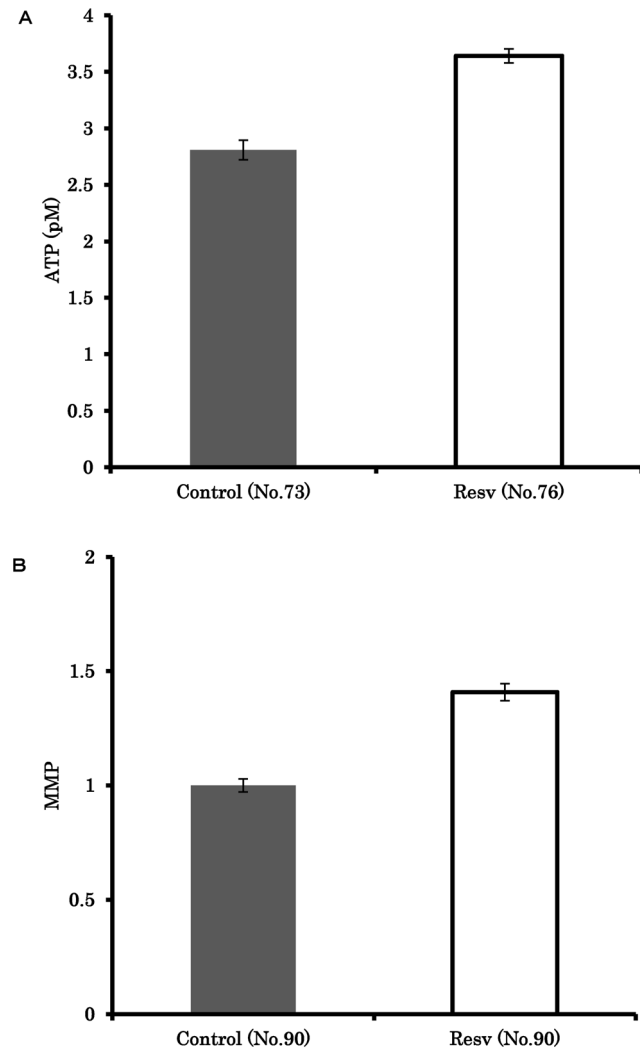 A
4
3.5
3
2.5
2
1.5
1
0.5
0
ATP (pM)
Control (No.73) Resv (No.76)
B
2
1.5
1
0.5
0
MMP
Control (No.90) Resv (No.90)